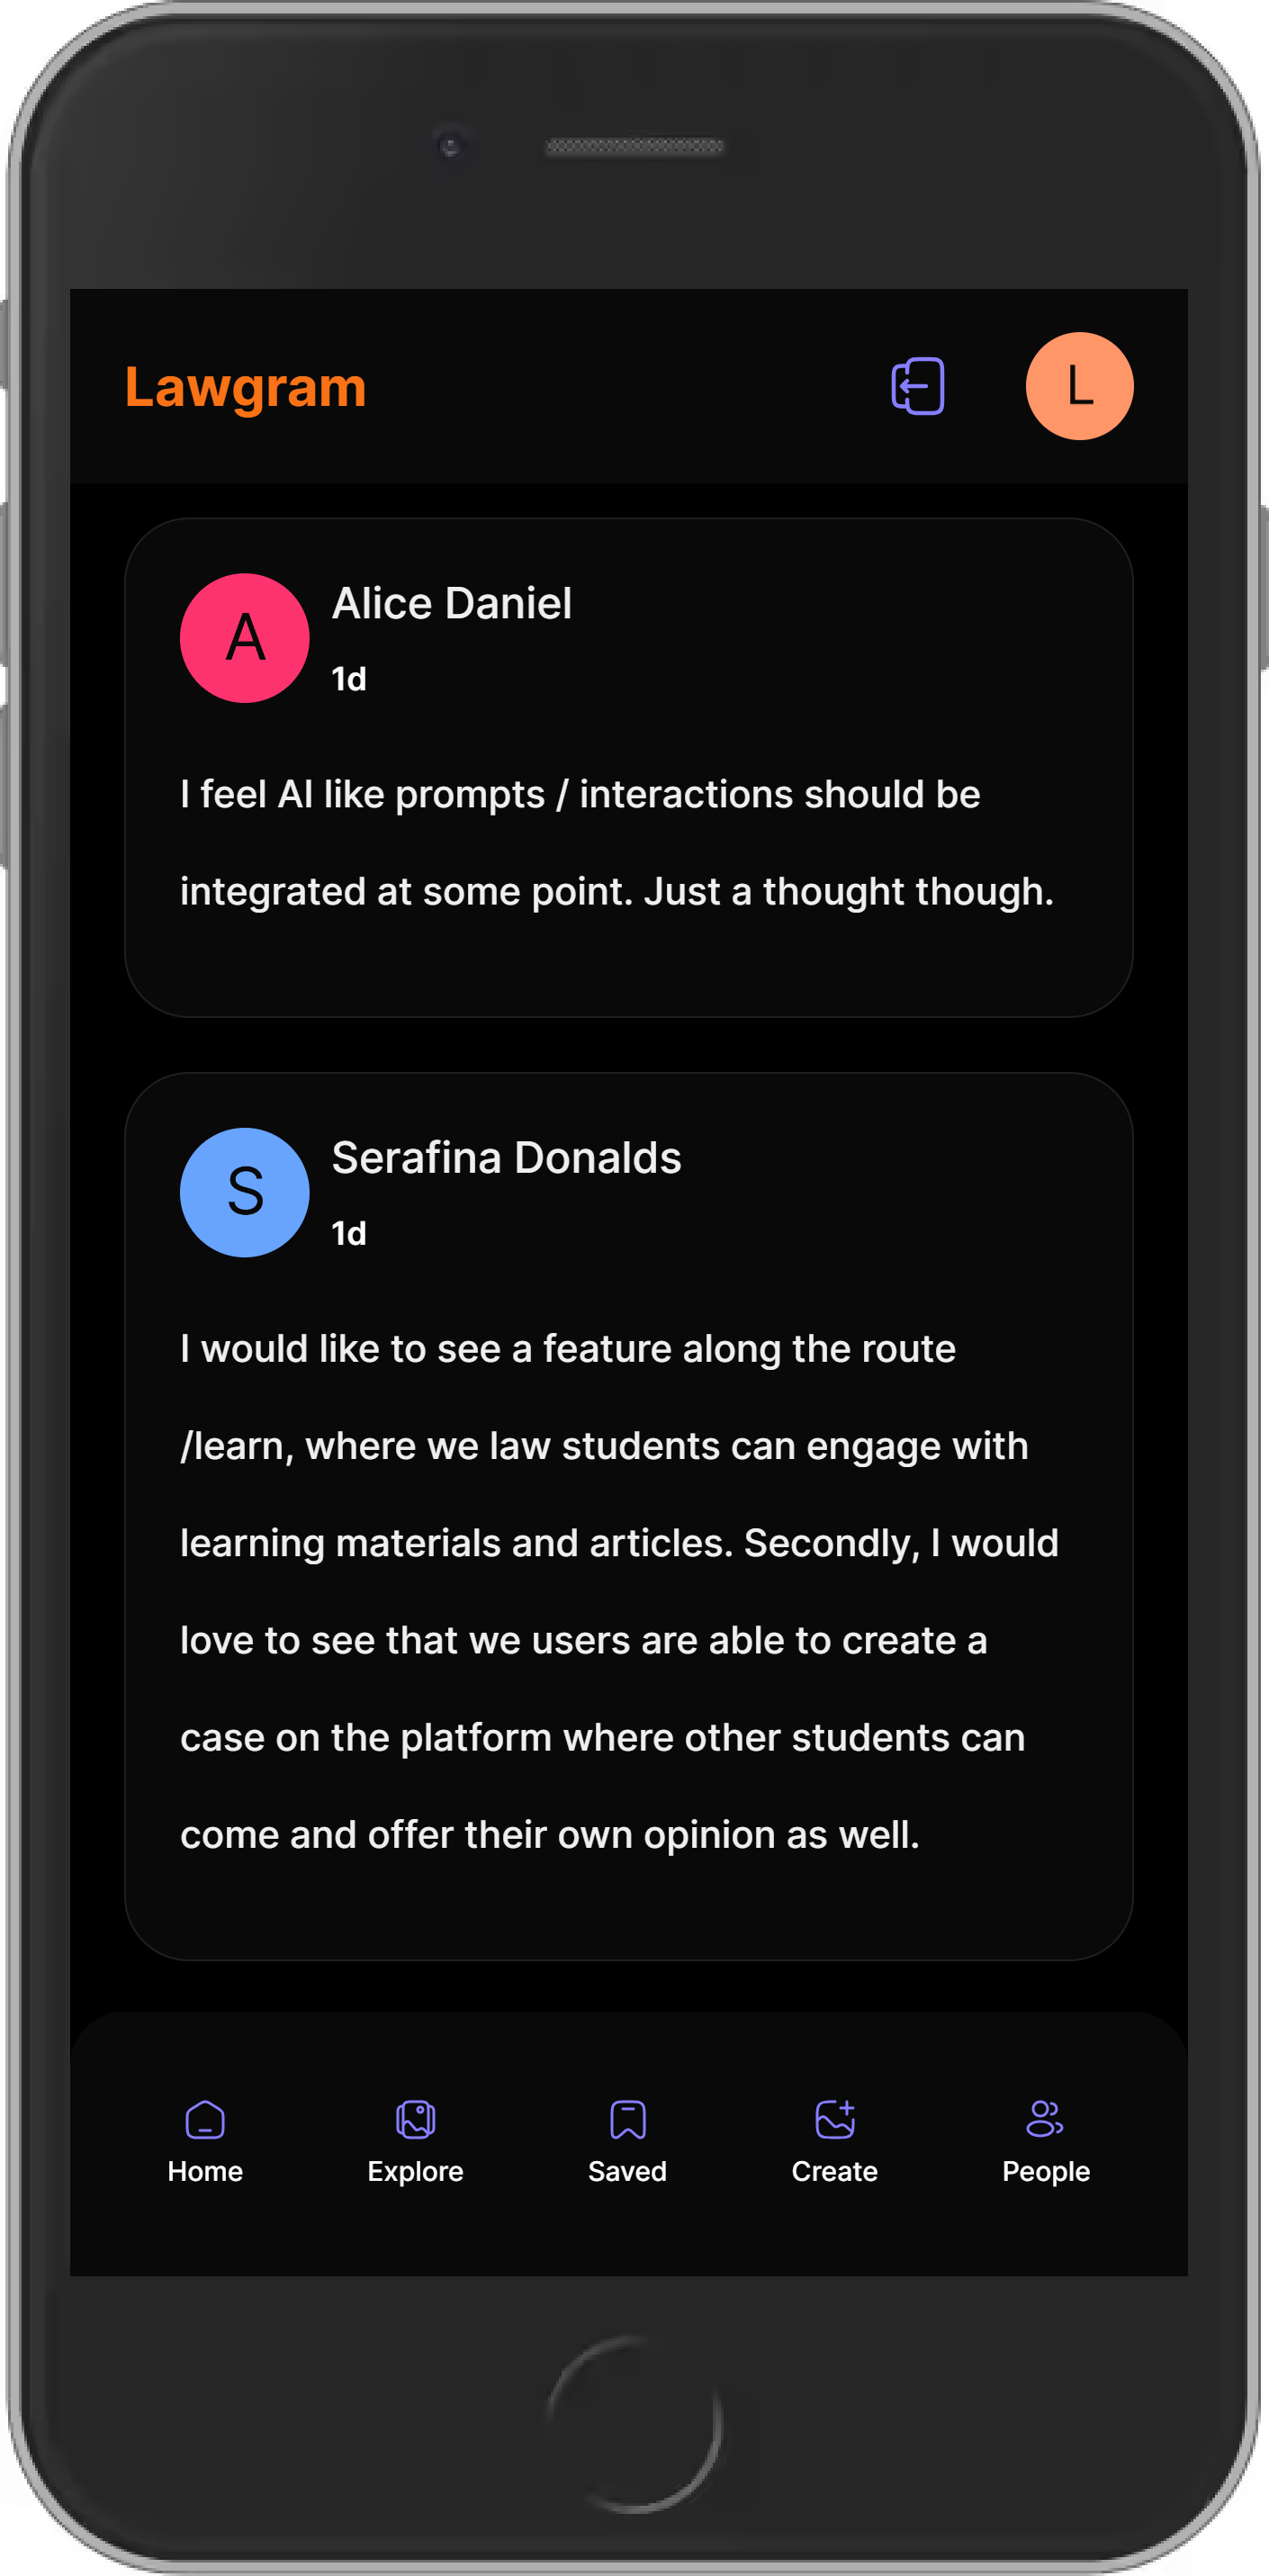 Lawgram
L
A
Alice Daniel
1d
I feel AI like prompts / interactions should be
integrated at some point. Just a thought though.
S
Serafina Donalds
1d
I would like to see a feature along the route
/learn, where we law students can engage with
learning materials and articles. Secondly, I would
love to see that we users are able to create a
case on the platform where other students can
come and offer their own opinion as well.
Home Explore Saved Create People